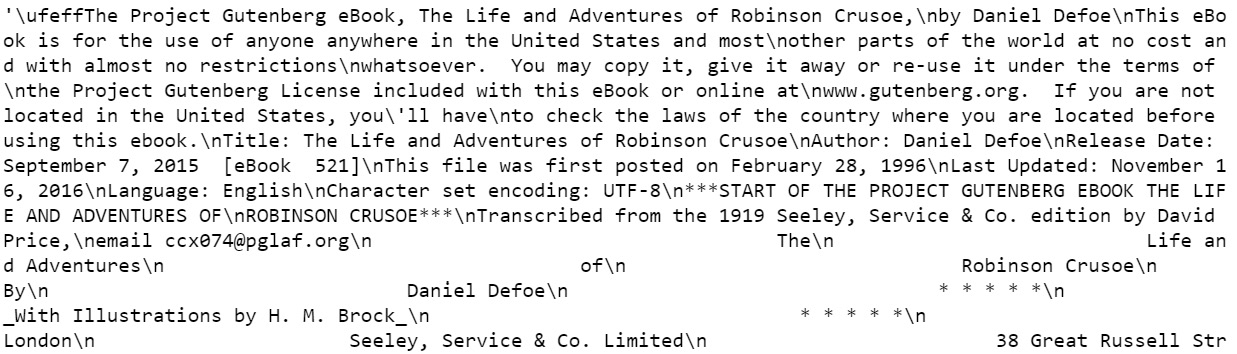 '\ufeffThe Project Gutenberg eBook, The Life and Adventures of Robinson Crusoe,\nby Daniel Defoe\nThis eBo
ok is for the use of anyone anywhere in the United States and most\nother parts of the world at no cost an
d with almost no restrictions\nwhatsoever.  You may copy it, give it away or re-use it under the terms of
\nthe Project Gutenberg License included with this eBook or online at\nwww.gutenberg.org.  If you are not
located in the United States, you\'ll have\nto check the laws of the country where you are located before
using this ebook.\nTitle: The Life and Adventures of Robinson Crusoe\nAuthor: Daniel Defoe\nRelease Date:
September 7, 2015  [eBook  521]\nThis file was first posted on February 28, 1996\nLast Updated: November 1
6, 2016\nLanguage: English\nCharacter set encoding: UTF-8\n***START OF THE PROJECT GUTENBERG EBOOK THE LIF
E AND ADVENTURES OF\nROBINSON CRUSOE***\nTranscribed from the 1919 Seeley, Service & Co. edition by David
Price,\nemail ccx074@pglaf.org\n                                   The\n                           Life an
d Adventures\n                                    of\n                             Robinson Crusoe\n
By\n                               Daniel Defoe\n                                * * * * *\n
_With Illustrations by H. M. Brock_\n                                * * * * *\n
London\n                      Seeley, Service & Co. Limited\n                         38 Great Russell Str